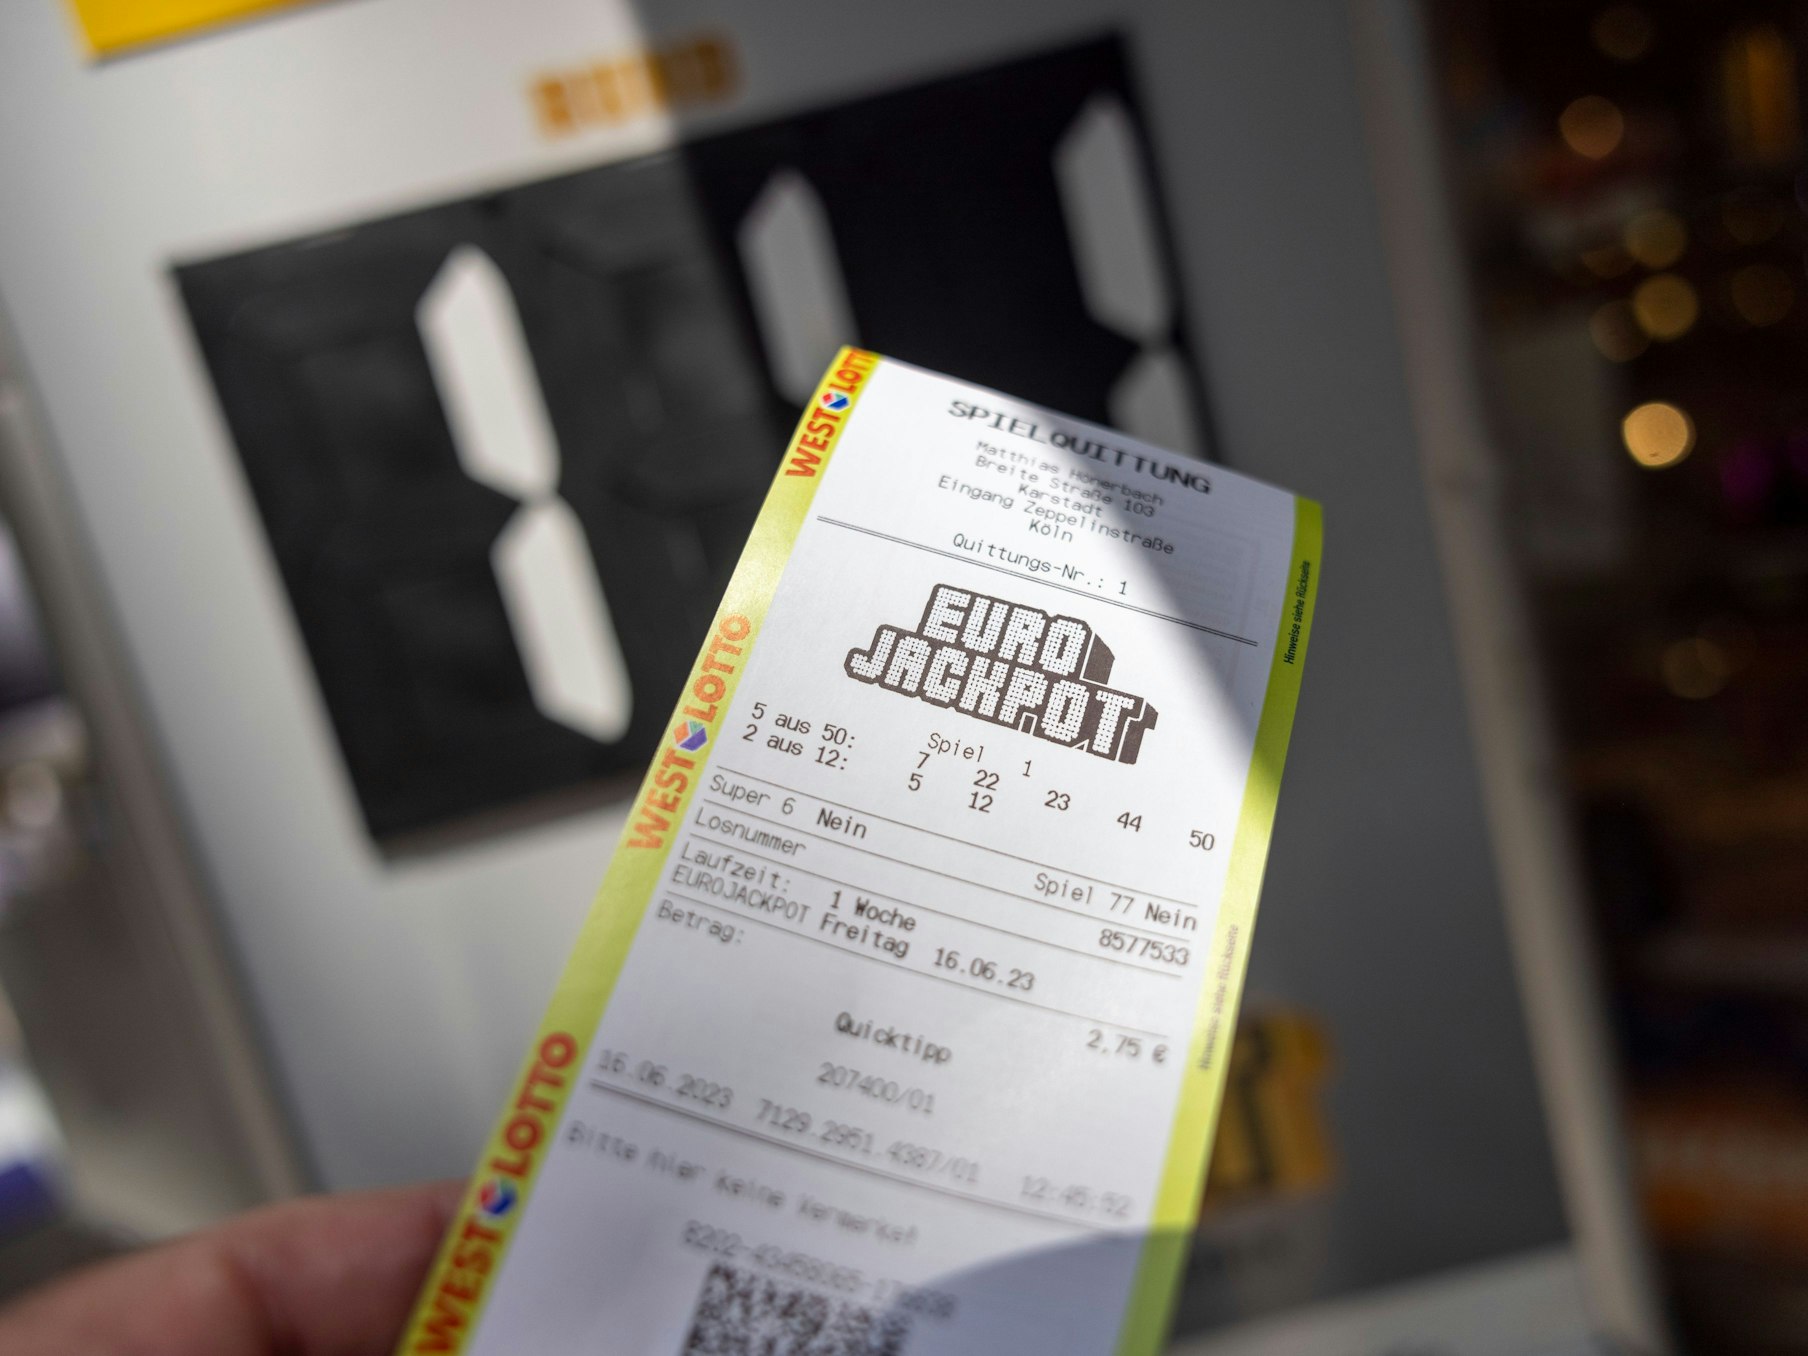 SPIELQUITTUNG
Matthias Hönerbach
Breite Straße 103
Karstadt
Eingang Zeppelinstraße
Köln
Quittungs-Nr.: 1
EURO
JACKPOT
Spiel 1
5 aus 50: 7 22 23 44 50
2 aus 12: 5 12
Super 6 Nein Spiel 77 Nein
Losnummer 8577533
Laufzeit: 1 Woche
EUROJACKPOT Freitag 16.06.23
Betrag: 2,75 €
Quicktipp
207400/01
16.06.2023 7129.2951.4387/01 12:45:52
Bitte hier keine Vermerke!
WEST LOTTO
WEST LOTTO
WEST LOTTO
Hinweise siehe Rückseite
Hinweise siehe Rückseite